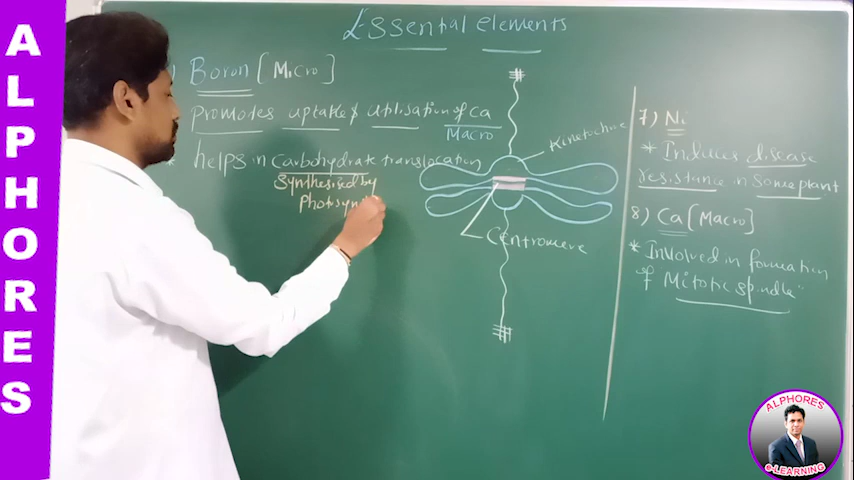 ALPHORES
Essental elements
) Boron [Micro]
promotes uptake & utilisation of Ca
Macro
* helps in Carbohydrate translocation
Synthesised by
Photosyn
Kinetochore
Centromere
7) Ni
* Induces disease
resistance in some plant
8) Ca [Macro]
* Involved in formation
of Mitotic spindle"
ALPHORES
e-LEARNING